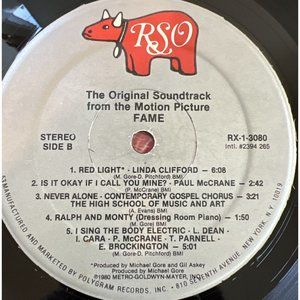 RSO
The Original Soundtrack
from the Motion Picture
FAME
STEREO
SIDE B
RX-1-3080
Intl. #2394 265
1. RED LIGHT* - LINDA CLIFFORD - 6:08
(M. Gore-D. Pitchford) BMI
2. IS IT OKAY IF I CALL YOU MINE? - PAUL McCRANE - 2:42
(P. McCrane) BMI
3. NEVER ALONE - CONTEMPORARY GOSPEL CHORUS -
THE HIGH SCHOOL OF MUSIC AND ART
(A. Evans) BMI
4. RALPH AND MONTY (Dressing Room Piano)
(M. Gore) BMI
5. I SING THE BODY ELECTRIC - L. DEAN -
I. CARA - P. McCRANE - T. PARNELL -
E. BROCKINGTON - 5:01
(M. Gore-D. Pitchford) BMI
*Produced by Michael Gore and Gil Askey
Produced by Michael Gore
℗1980 METRO-GOLDWYN-MAYER, INC.
MANUFACTURED AND MARKETED BY POLYGRAM RECORDS, INC., 810 SEVENTH AVENUE, NEW YORK, NEW YORK 10019